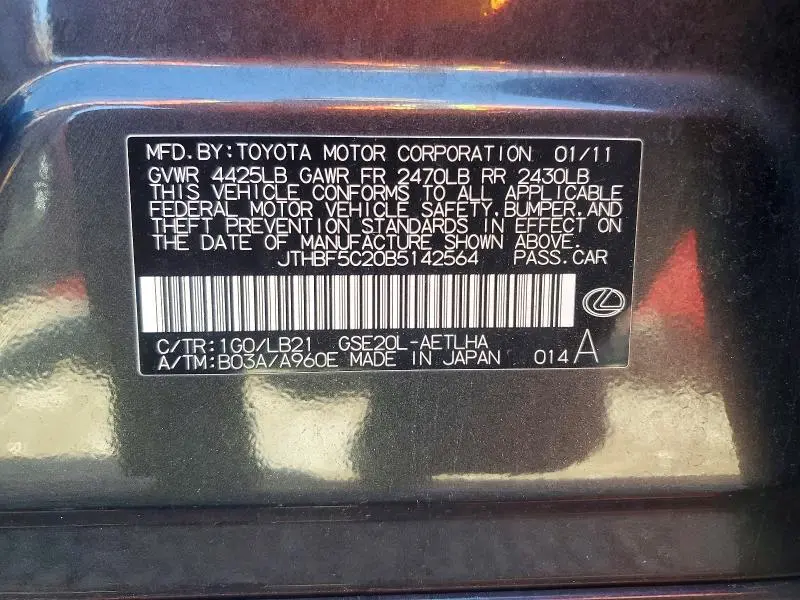 MFD.BY:TOYOTA MOTOR CORPORATION 01/11
GVWR 4425LB GAWR FR 2470LB RR 2430LB
THIS VEHICLE CONFORMS TO ALL APPLICABLE
FEDERAL MOTOR VEHICLE SAFETY,BUMPER,AND
THEFT PREVENTION STANDARDS IN EFFECT ON
THE DATE OF MANUFACTURE SHOWN ABOVE.
JTHBF5C20B5142564 PASS.CAR
C/TR:1G0/LB21 GSE20L-AETLHA
A/TM:B03A/A960E MADE IN JAPAN 014 A